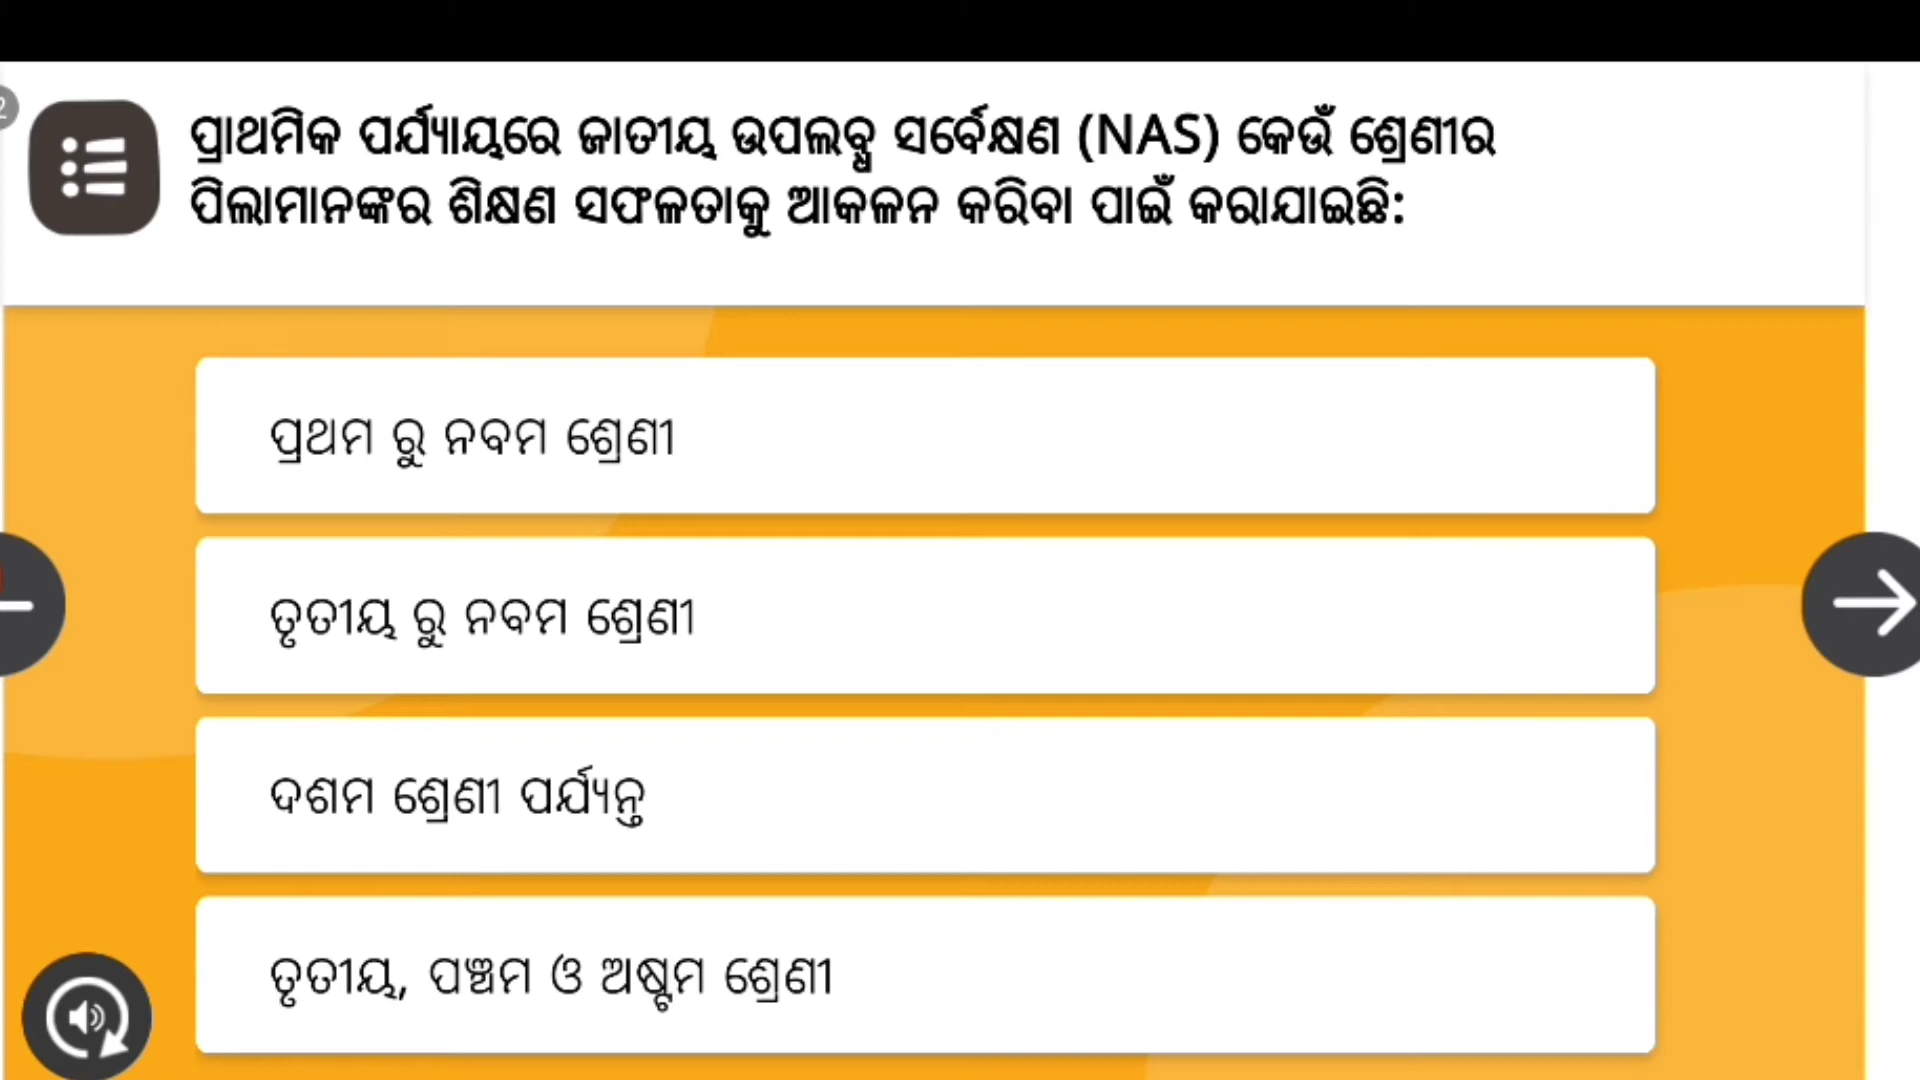 2
ପ୍ରାଥମିକ ପର୍ଯ୍ୟାୟରେ ଜାତୀୟ ଉପଲବ୍ଧ ସର୍ବେକ୍ଷଣ (NAS) କେଉଁ ଶ୍ରେଣୀର
ପିଲାମାନଙ୍କର ଶିକ୍ଷଣ ସଫଳତାକୁ ଆକଳନ କରିବା ପାଇଁ କରାଯାଇଛି:
ପ୍ରଥମ ରୁ ନବମ ଶ୍ରେଣୀ
ତୃତୀୟ ରୁ ନବମ ଶ୍ରେଣୀ
ଦଶମ ଶ୍ରେଣୀ ପର୍ଯ୍ୟନ୍ତ
ତୃତୀୟ, ପଞ୍ଚମ ଓ ଅଷ୍ଟମ ଶ୍ରେଣୀ